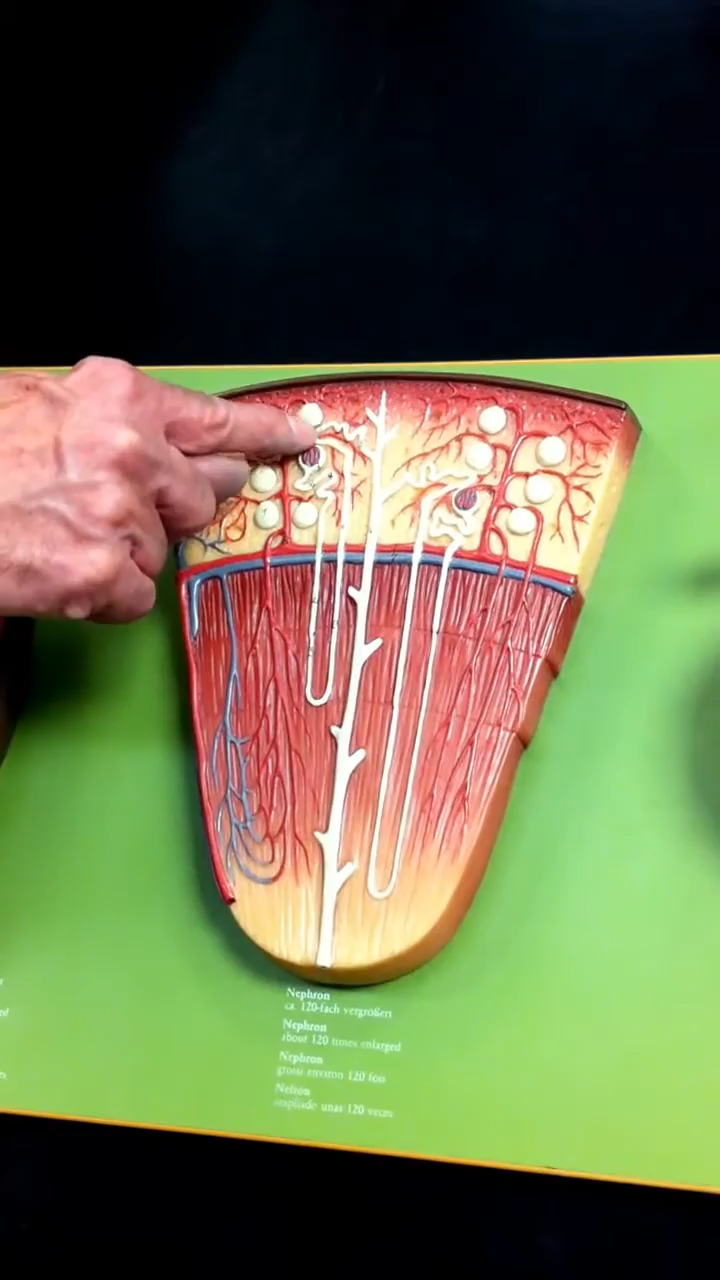 Nephron
ca. 120-fach vergrößert
Nephron
about 120 times enlarged
Nephron
grossi environ 120 fois
Nefrón
ampliado unas 120 veces